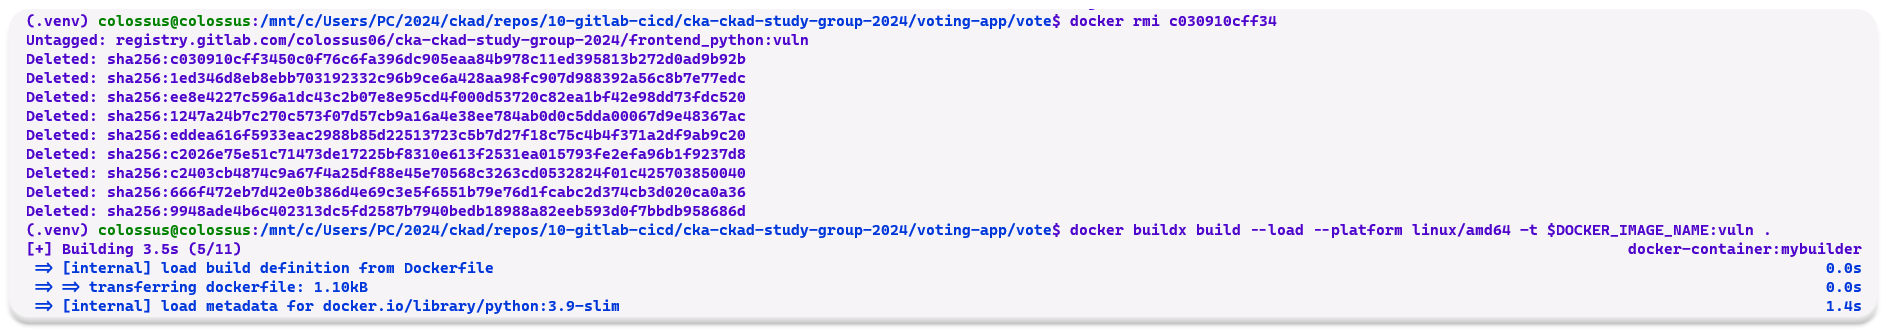 (.venv) colossus@colossus:/mnt/c/Users/PC/2024/ckad/repos/10-gitlab-cicd/cka-ckad-study-group-2024/voting-app/vote$ docker rmi c030910cff34
Untagged: registry.gitlab.com/colossus06/cka-ckad-study-group-2024/frontend_python:vuln
Deleted: sha256:c030910cff3450c0f76c6fa396dc905eaa84b978c11ed395813b272d0ad9b92b
Deleted: sha256:1ed346d8eb8ebb703192332c96b9ce6a428aa98fc907d988392a56c8b7e77edc
Deleted: sha256:ee8e4227c596a1dc43c2b07e8e95cd4f000d53720c82ea1bf42e98dd73fdc520
Deleted: sha256:1247a24b7c270c573f07d57cb9a16a4e38ee784ab0d0c5dda00067d9e48367ac
Deleted: sha256:eddea616f5933eac2988b85d22513723c5b7d27f18c75c4b4f371a2df9ab9c20
Deleted: sha256:c2026e75e51c71473de17225bf8310e613f2531ea015793fe2efa96b1f9237d8
Deleted: sha256:c2403cb4874c9a67f4a25df88e45e70568c3263cd0532824f01c425703850040
Deleted: sha256:666f472eb7d42e0b386d4e69c3e5f6551b79e76d1fcabc2d374cb3d020ca0a36
Deleted: sha256:9948ade4b6c402313dc5fd2587b7940bedb18988a82eeb593d0f7bbdb958686d
(.venv) colossus@colossus:/mnt/c/Users/PC/2024/ckad/repos/10-gitlab-cicd/cka-ckad-study-group-2024/voting-app/vote$ docker buildx build --load --platform linux/amd64 -t $DOCKER_IMAGE_NAME:vuln .
[+] Building 3.5s (5/11) docker-container:mybuilder
=> [internal] load build definition from Dockerfile 0.0s
=> => transferring dockerfile: 1.10kB 0.0s
=> [internal] load metadata for docker.io/library/python:3.9-slim 1.4s